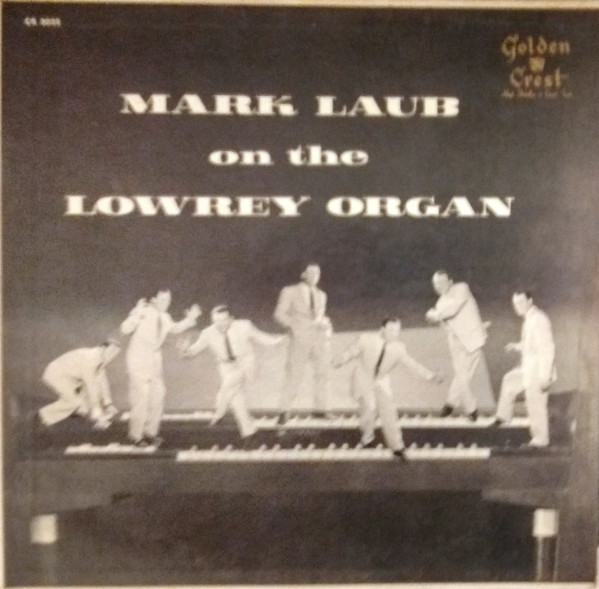 MARK LAUB
on the
LOWREY ORGAN
Golden
Crest